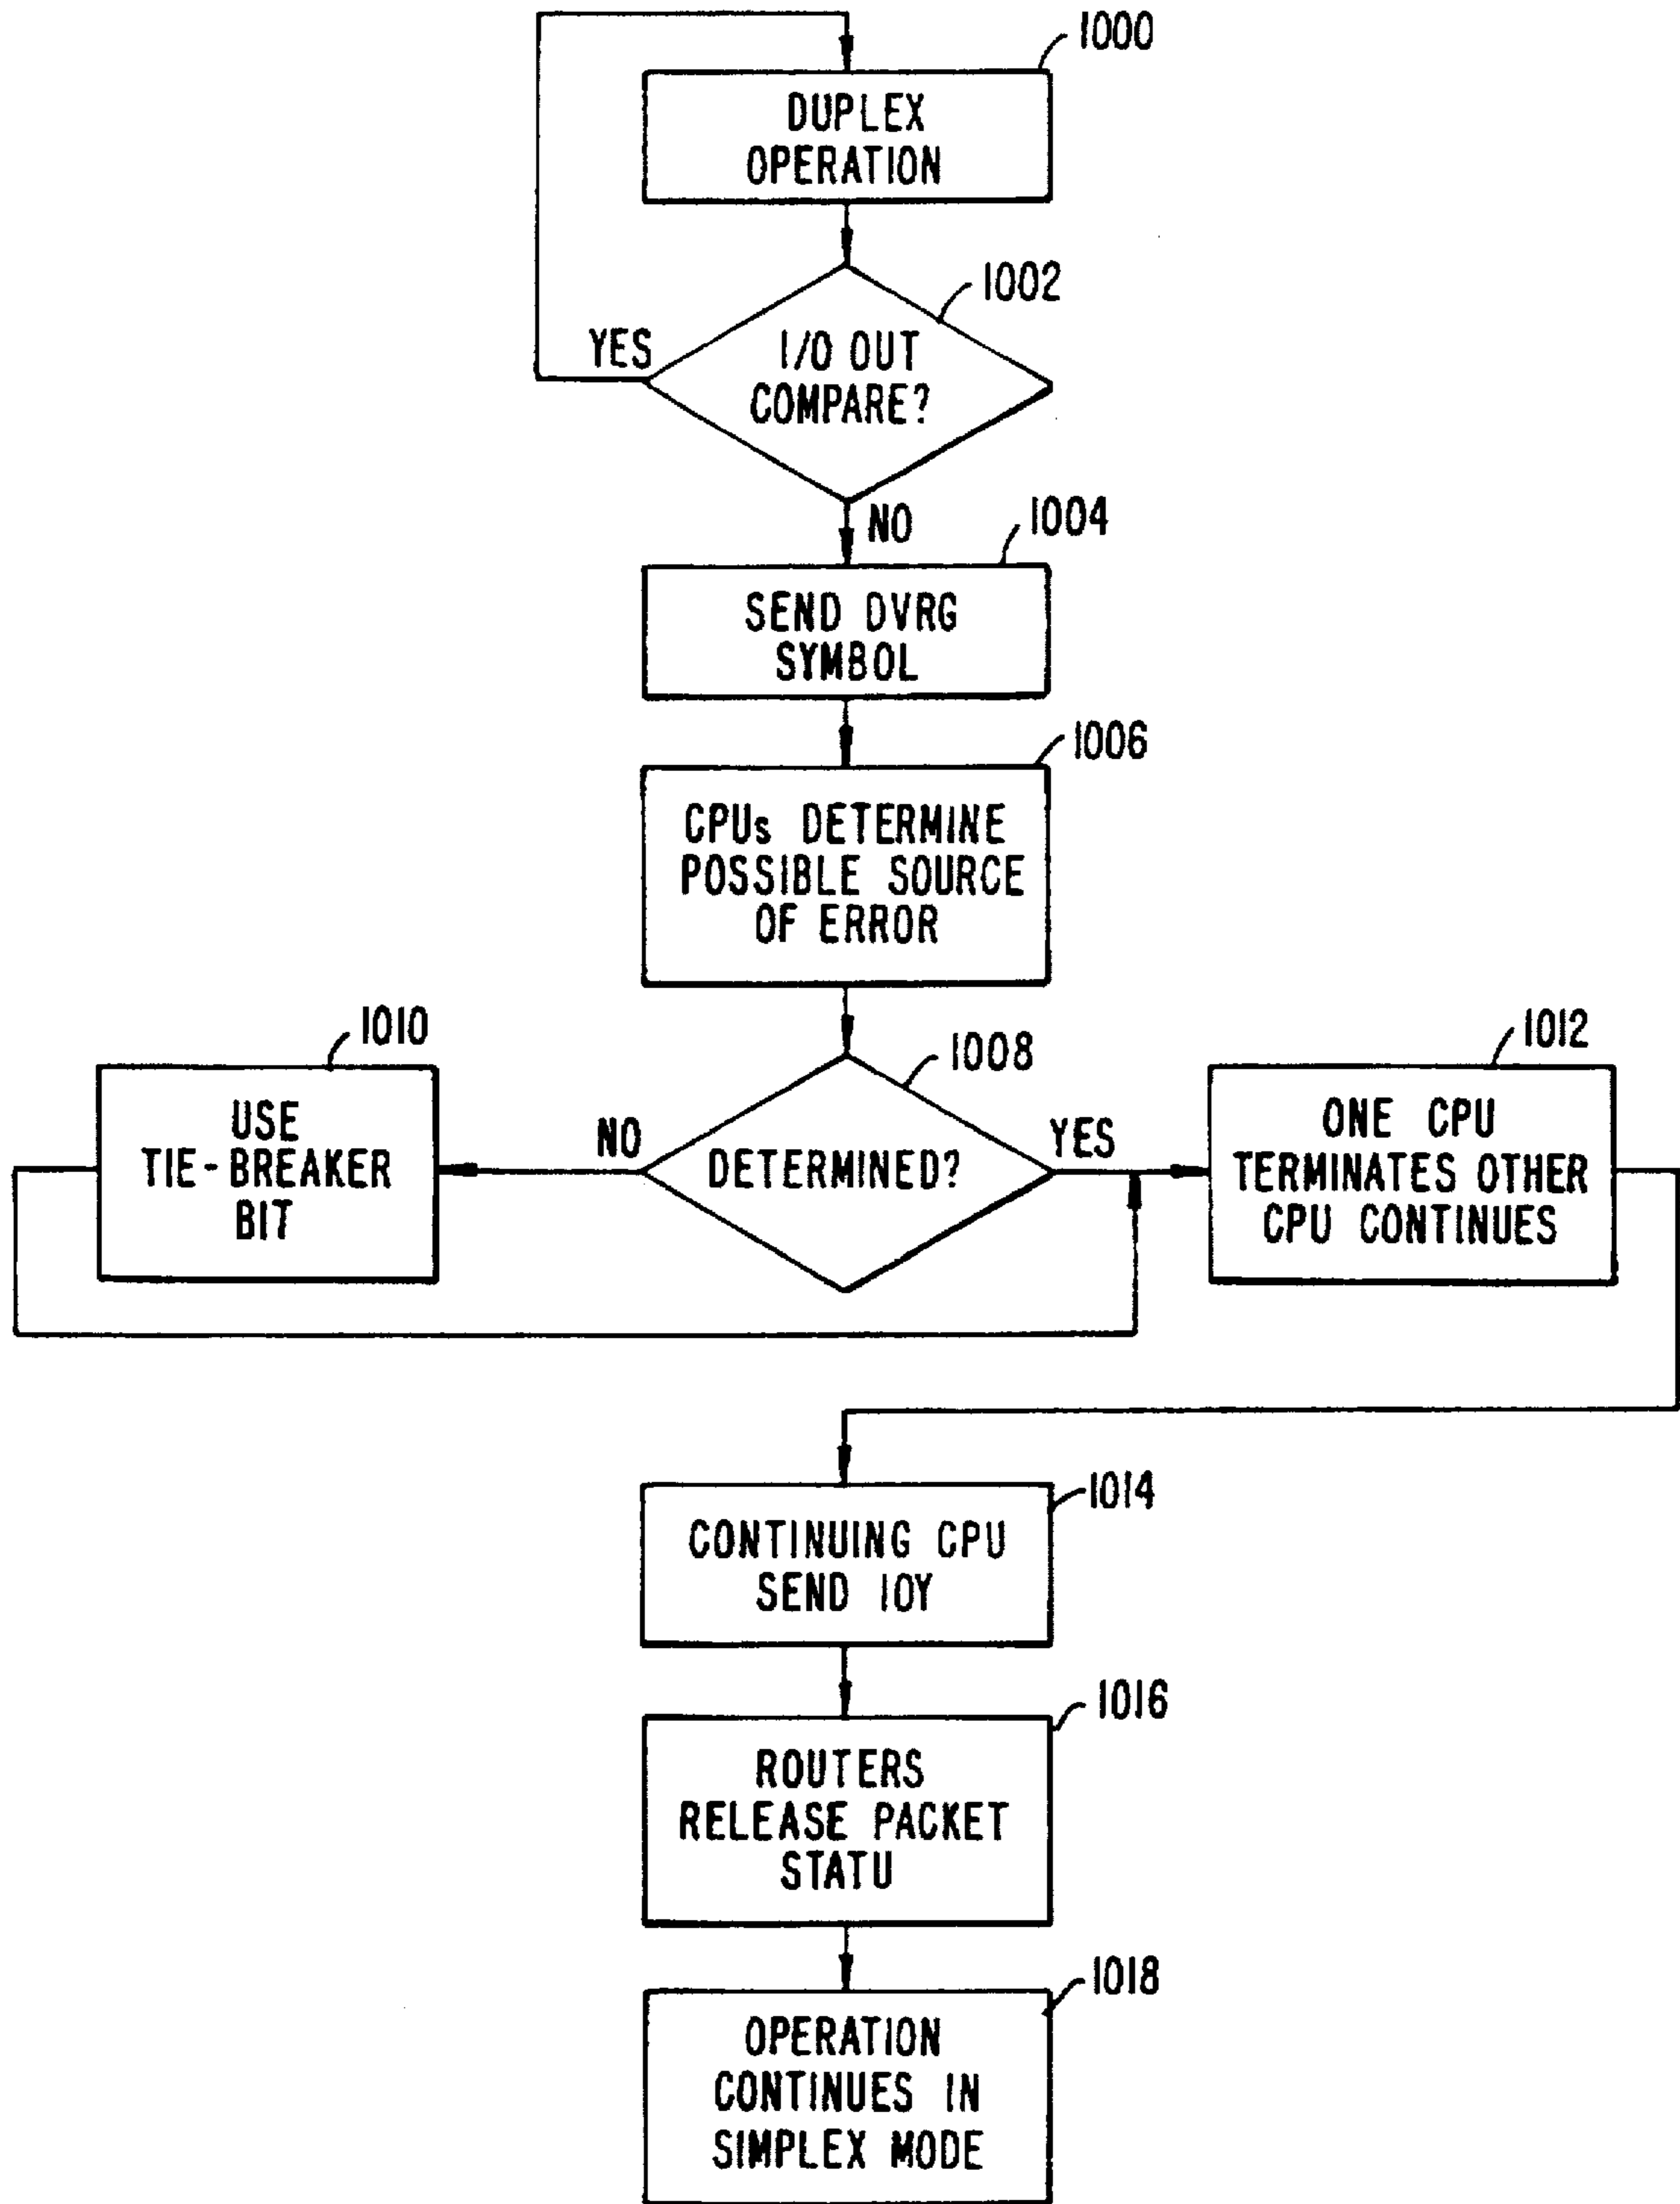 1000
DUPLEX
OPERATION
1002
YES
I/O OUT
COMPARE?
NO
1004
SEND DVRG
SYMBOL
1006
CPUs DETERMINE
POSSIBLE SOURCE
OF ERROR
1010
USE
TIE-BREAKER
BIT
1008
NO
DETERMINED?
YES
1012
ONE CPU
TERMINATES OTHER
CPU CONTINUES
1014
CONTINUING CPU
SEND IOY
1016
ROUTERS
RELEASE PACKET
STATU
1018
OPERATION
CONTINUES IN
SIMPLEX MODE